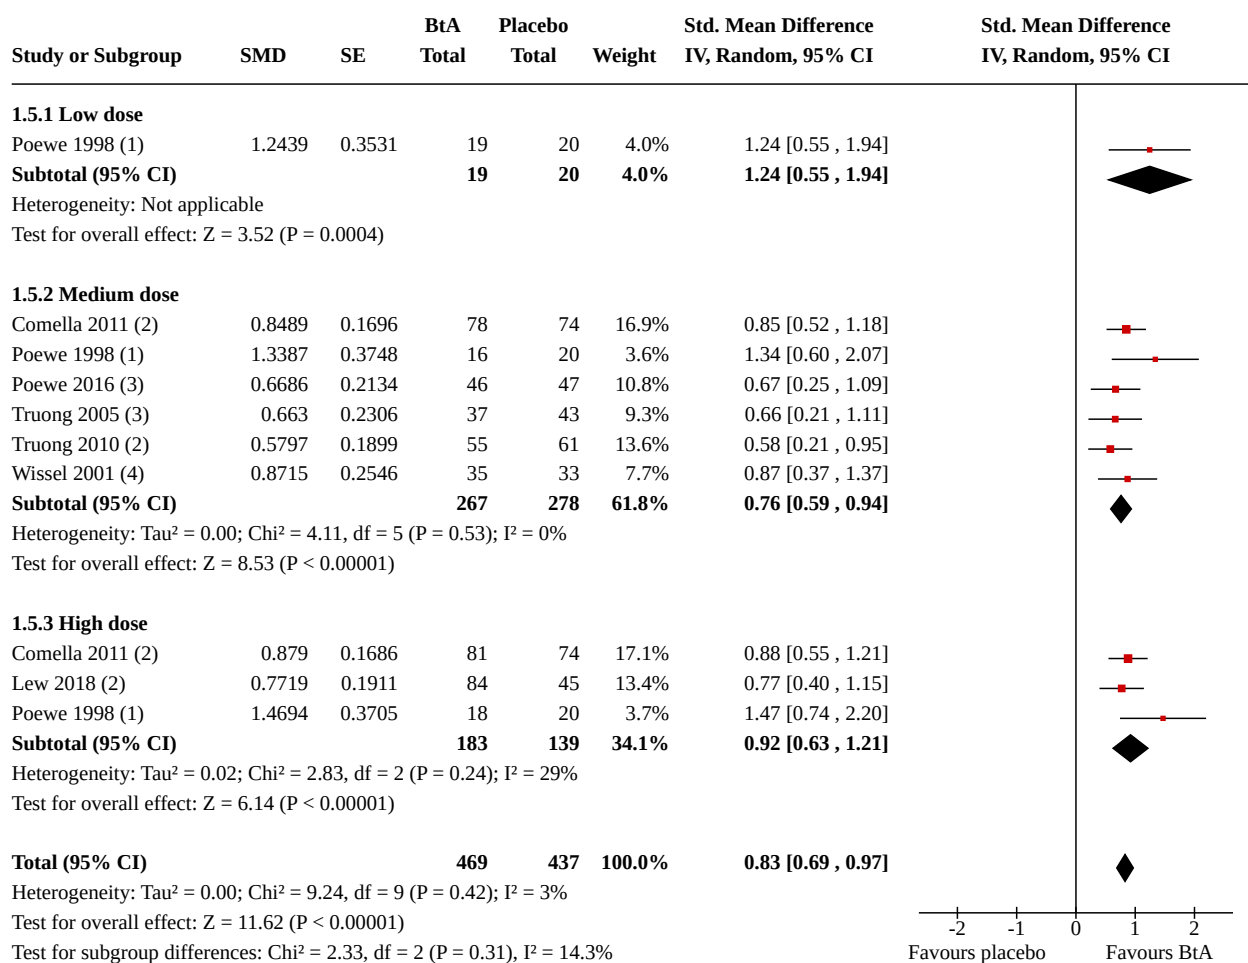 BtA Placebo Std. Mean Difference Std. Mean Difference
Study or Subgroup SMD SE Total Total Weight IV, Random, 95% CI IV, Random, 95% CI
1.5.1 Low dose
Poewe 1998 (1) 1.2439 0.3531 19 20 4.0% 1.24 [0.55 , 1.94]
Subtotal (95% CI) 19 20 4.0% 1.24 [0.55 , 1.94]
Heterogeneity: Not applicable
Test for overall effect: Z = 3.52 (P = 0.0004)
1.5.2 Medium dose
Comella 2011 (2) 0.8489 0.1696 78 74 16.9% 0.85 [0.52 , 1.18]
Poewe 1998 (1) 1.3387 0.3748 16 20 3.6% 1.34 [0.60 , 2.07]
Poewe 2016 (3) 0.6686 0.2134 46 47 10.8% 0.67 [0.25 , 1.09]
Truong 2005 (3) 0.663 0.2306 37 43 9.3% 0.66 [0.21 , 1.11]
Truong 2010 (2) 0.5797 0.1899 55 61 13.6% 0.58 [0.21 , 0.95]
Wissel 2001 (4) 0.8715 0.2546 35 33 7.7% 0.87 [0.37 , 1.37]
Subtotal (95% CI) 267 278 61.8% 0.76 [0.59 , 0.94]
Heterogeneity: Tau² = 0.00; Chi² = 4.11, df = 5 (P = 0.53); I² = 0%
Test for overall effect: Z = 8.53 (P < 0.00001)
1.5.3 High dose
Comella 2011 (2) 0.879 0.1686 81 74 17.1% 0.88 [0.55 , 1.21]
Lew 2018 (2) 0.7719 0.1911 84 45 13.4% 0.77 [0.40 , 1.15]
Poewe 1998 (1) 1.4694 0.3705 18 20 3.7% 1.47 [0.74 , 2.20]
Subtotal (95% CI) 183 139 34.1% 0.92 [0.63 , 1.21]
Heterogeneity: Tau² = 0.02; Chi² = 2.83, df = 2 (P = 0.24); I² = 29%
Test for overall effect: Z = 6.14 (P < 0.00001)
Total (95% CI) 469 437 100.0% 0.83 [0.69 , 0.97]
Heterogeneity: Tau² = 0.00; Chi² = 9.24, df = 9 (P = 0.42); I² = 3%
Test for overall effect: Z = 11.62 (P < 0.00001) -2 -1 0 1 2
Test for subgroup differences: Chi² = 2.33, df = 2 (P = 0.31), I² = 14.3% Favours placebo Favours BtA